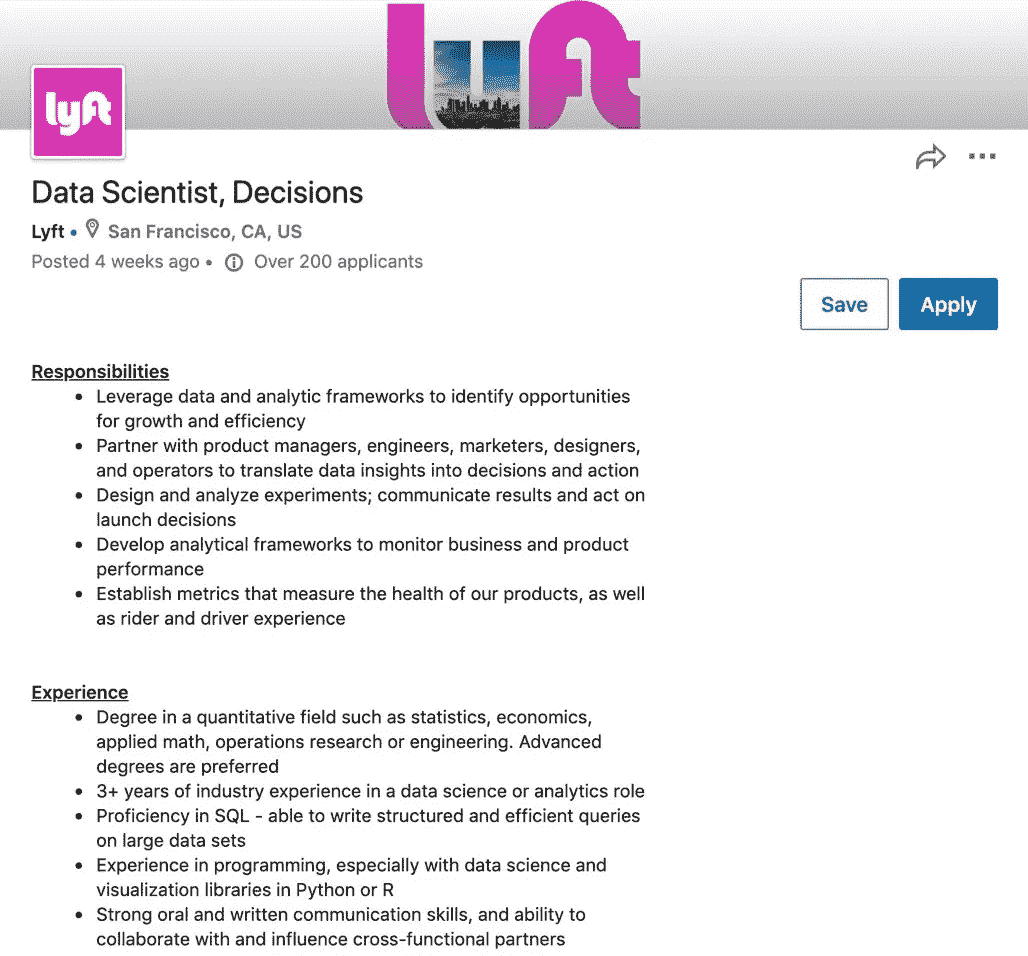 lyft
lyft
Data Scientist, Decisions
Lyft • San Francisco, CA, US
Posted 4 weeks ago • Over 200 applicants
Save Apply
Responsibilities
• Leverage data and analytic frameworks to identify opportunities
for growth and efficiency
• Partner with product managers, engineers, marketers, designers,
and operators to translate data insights into decisions and action
• Design and analyze experiments; communicate results and act on
launch decisions
• Develop analytical frameworks to monitor business and product
performance
• Establish metrics that measure the health of our products, as well
as rider and driver experience
Experience
• Degree in a quantitative field such as statistics, economics,
applied math, operations research or engineering. Advanced
degrees are preferred
• 3+ years of industry experience in a data science or analytics role
• Proficiency in SQL - able to write structured and efficient queries
on large data sets
• Experience in programming, especially with data science and
visualization libraries in Python or R
• Strong oral and written communication skills, and ability to
collaborate with and influence cross-functional partners